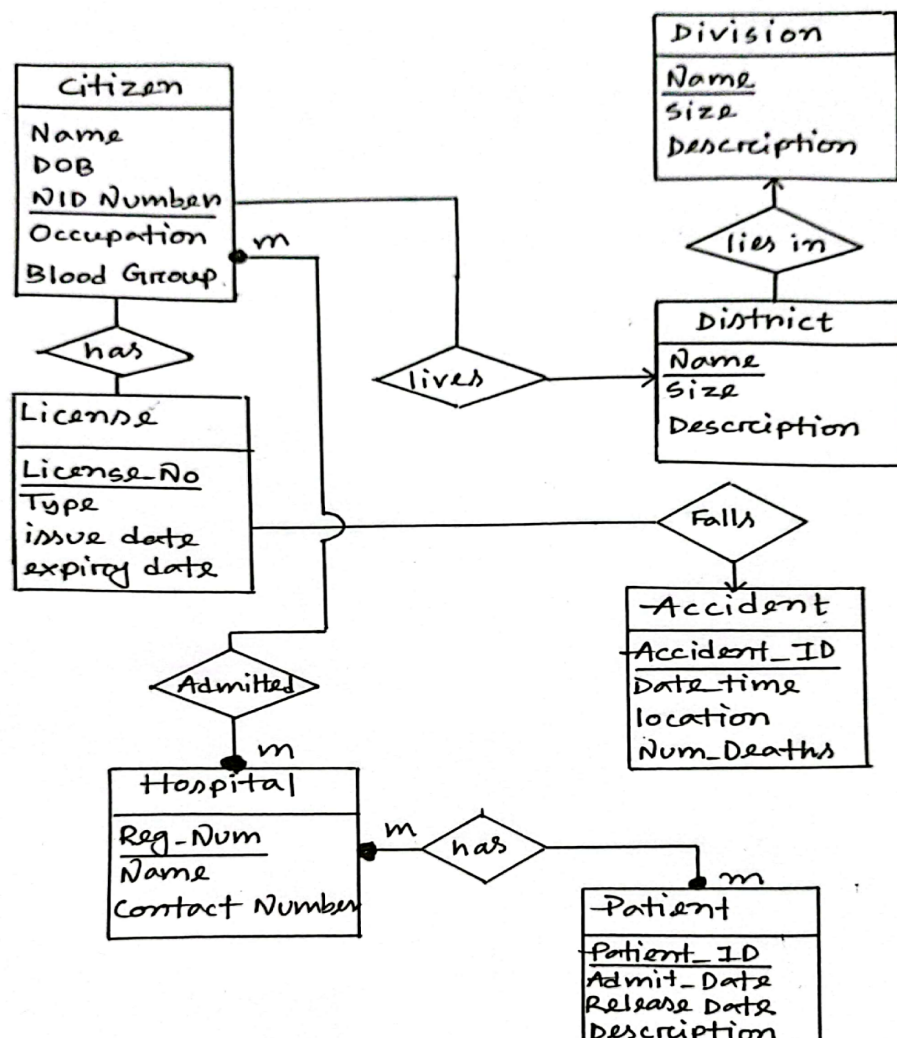 Citizen
Name
DOB
NID Number
Occupation
Blood Group
m
has
License
License_No
Type
issue date
expiry date
Division
Name
Size
Description
lies in
District
Name
Size
Description
lives
Falls
Accident
Accident_ID
Date_time
location
Num_Deaths
Admitted
m
Hospital
Reg_Num
Name
Contact Number
m
has
m
Patient
Patient_ID
Admit_Date
Release Date
Description